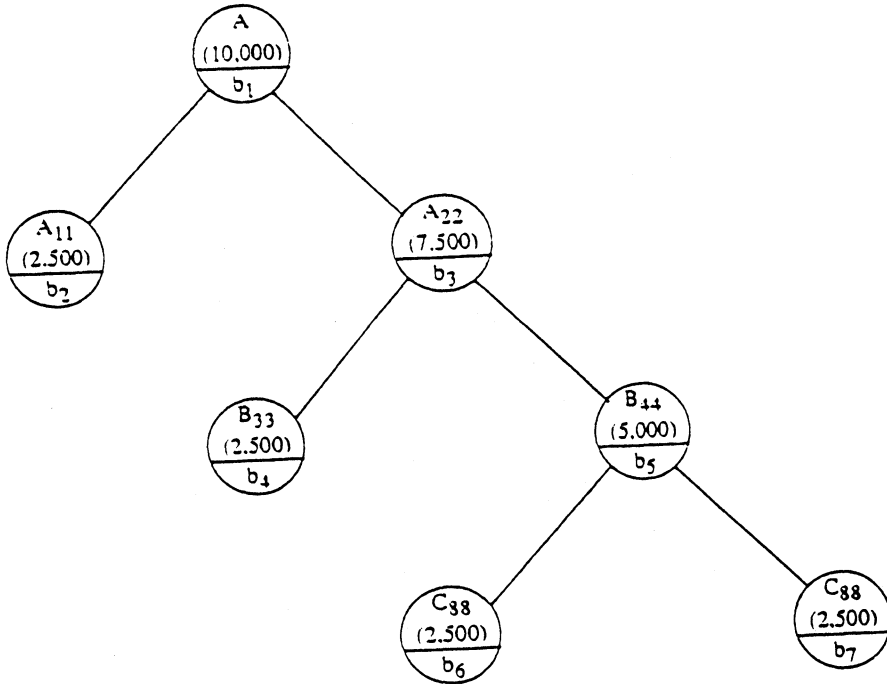 A
(10,000)
b₁
A₁₁
(2,500)
b₂
A₂₂
(7,500)
b₃
B₃₃
(2,500)
b₄
B₄₄
(5,000)
b₅
C₈₈
(2,500)
b₆
C₈₈
(2,500)
b₇